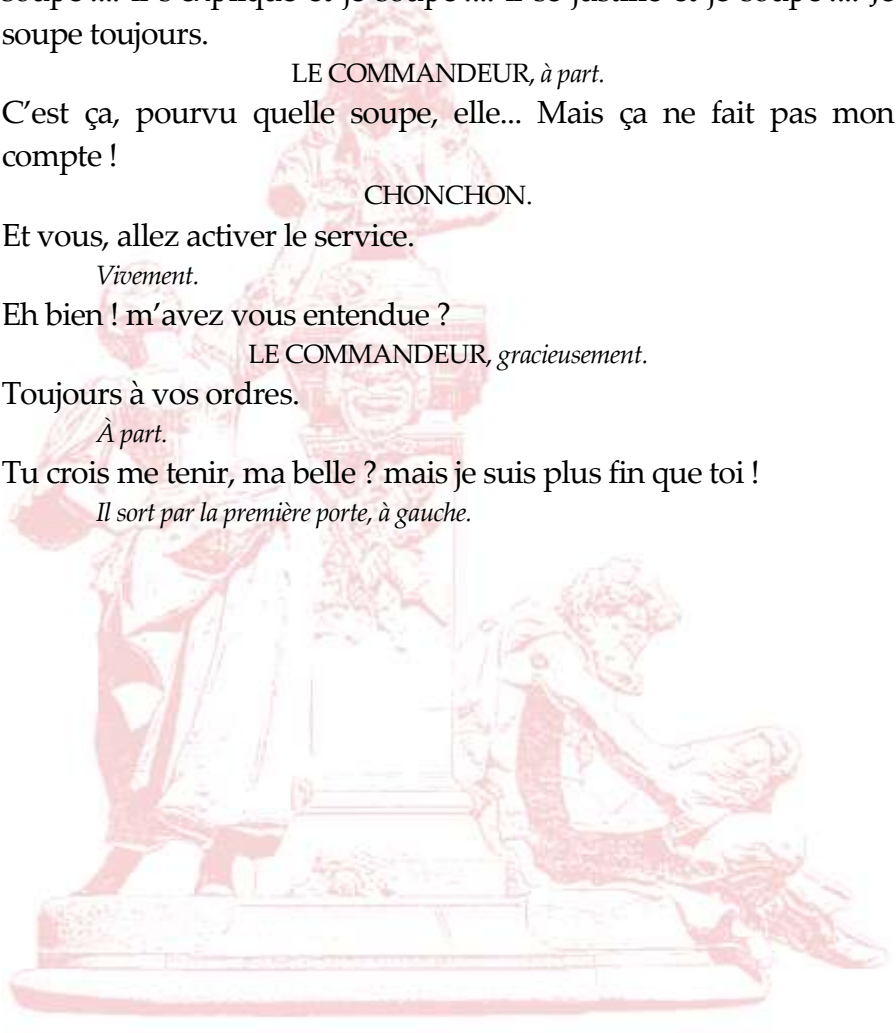 soupe toujours.
LE COMMANDEUR, à part.
C’est ça, pourvu quelle soupe, elle... Mais ça ne fait pas mon
compte !
CHONCHON.
Et vous, allez activer le service.
Vivement.
Eh bien ! m’avez vous entendue ?
LE COMMANDEUR, gracieusement.
Toujours à vos ordres.
À part.
Tu crois me tenir, ma belle ? mais je suis plus fin que toi !
Il sort par la première porte, à gauche.